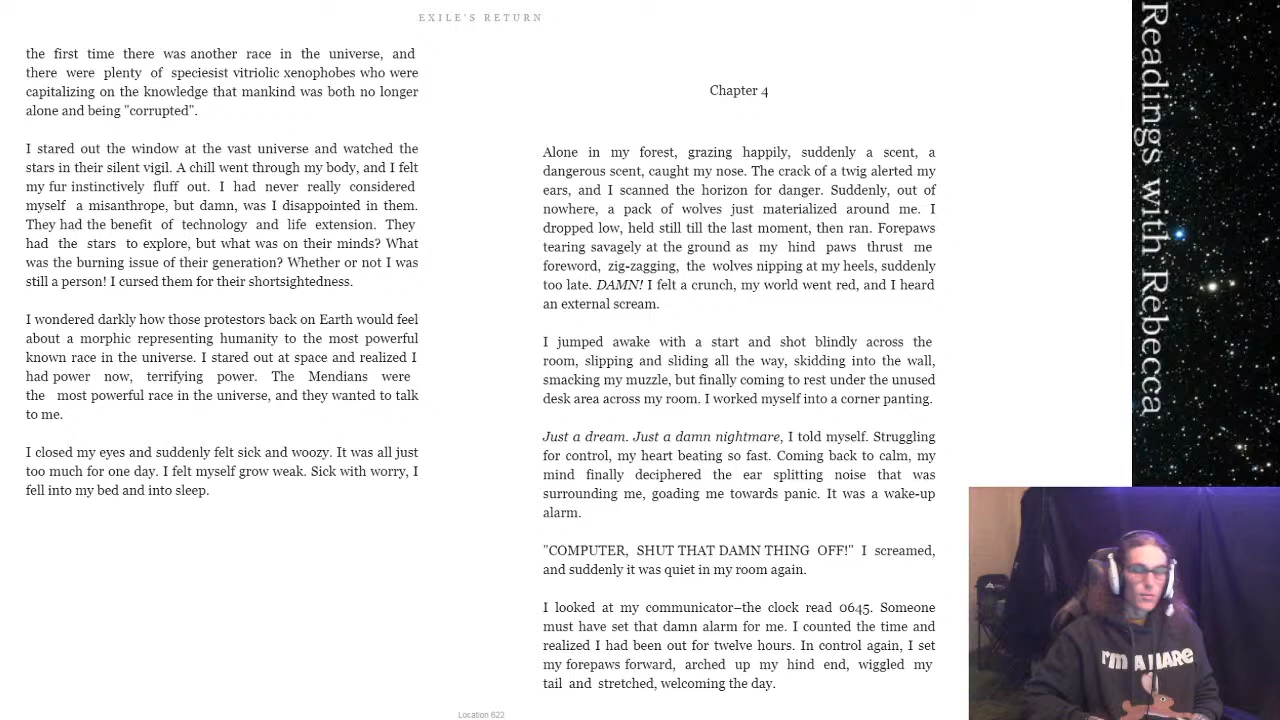 EXILE'S RETURN
the first time there was another race in the universe, and
there were plenty of speciesist vitriolic xenophobes who were
capitalizing on the knowledge that mankind was both no longer
alone and being "corrupted".
I stared out the window at the vast universe and watched the
stars in their silent vigil. A chill went through my body, and I felt
my fur instinctively fluff out. I had never really considered
myself a misanthrope, but damn, was I disappointed in them.
They had the benefit of technology and life extension. They
had the stars to explore, but what was on their minds? What
was the burning issue of their generation? Whether or not I was
still a person! I cursed them for their shortsightedness.
I wondered darkly how those protestors back on Earth would feel
about a morphic representing humanity to the most powerful
known race in the universe. I stared out at space and realized I
had power now, terrifying power. The Mendians were
the most powerful race in the universe, and they wanted to talk
to me.
I closed my eyes and suddenly felt sick and woozy. It was all just
too much for one day. I felt myself grow weak. Sick with worry, I
fell into my bed and into sleep.
Chapter 4
Alone in my forest, grazing happily, suddenly a scent, a
dangerous scent, caught my nose. The crack of a twig alerted my
ears, and I scanned the horizon for danger. Suddenly, out of
nowhere, a pack of wolves just materialized around me. I
dropped low, held still till the last moment, then ran. Forepaws
tearing savagely at the ground as my hind paws thrust me
foreword, zig-zagging, the wolves nipping at my heels, suddenly
too late. DAMN! I felt a crunch, my world went red, and I heard
an external scream.
I jumped awake with a start and shot blindly across the
room, slipping and sliding all the way, skidding into the wall,
smacking my muzzle, but finally coming to rest under the unused
desk area across my room. I worked myself into a corner panting.
Just a dream. Just a damn nightmare, I told myself. Struggling
for control, my heart beating so fast. Coming back to calm, my
mind finally deciphered the ear splitting noise that was
surrounding me, goading me towards panic. It was a wake-up
alarm.
"COMPUTER, SHUT THAT DAMN THING OFF!" I screamed,
and suddenly it was quiet in my room again.
I looked at my communicator–the clock read 0645. Someone
must have set that damn alarm for me. I counted the time and
realized I had been out for twelve hours. In control again, I set
my forepaws forward, arched up my hind end, wiggled my
tail and stretched, welcoming the day.
Location 622
Readings with Rebecca
I'M A HARE